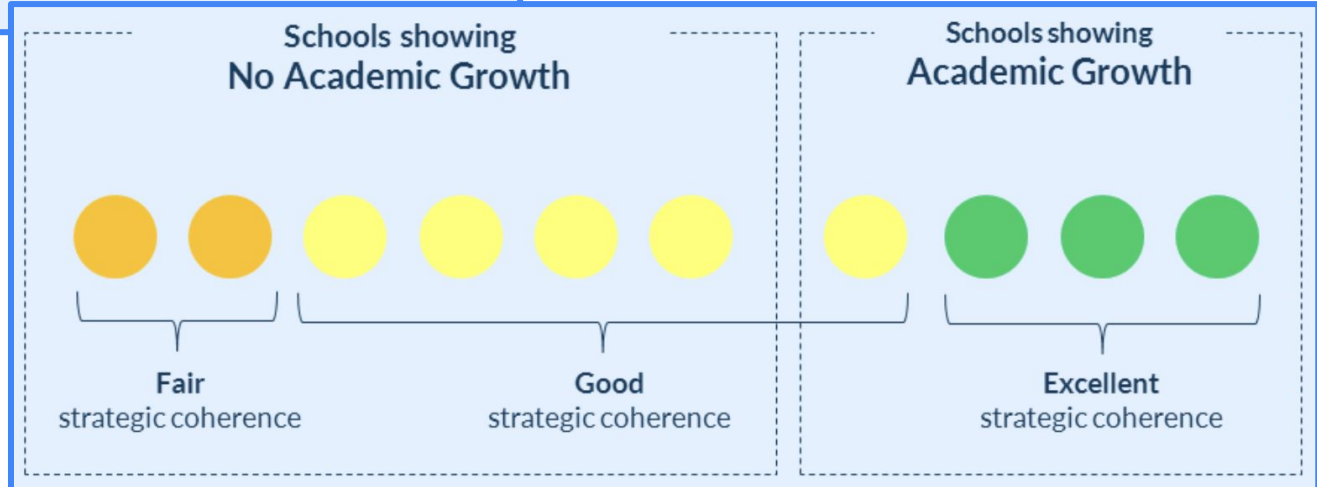 Schools showing
No Academic Growth
Schools showing
Academic Growth
Fair
strategic coherence
Good
strategic coherence
Excellent
strategic coherence